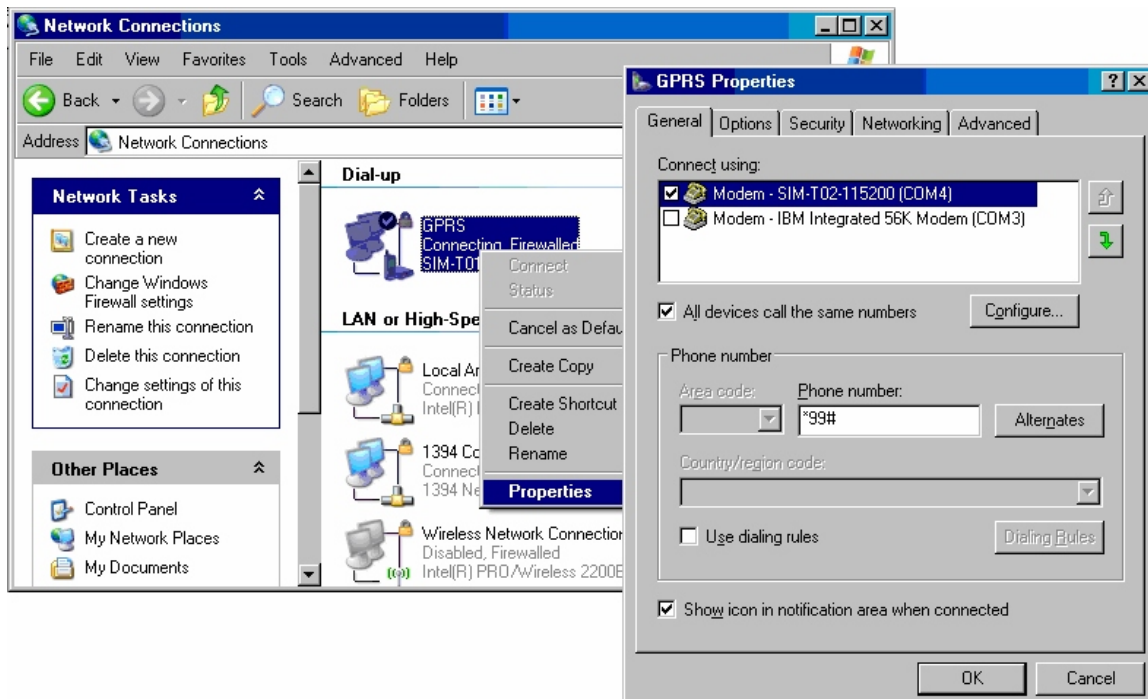 Network Connections
File Edit View Favorites Tools Advanced Help
Back Search Folders
Address Network Connections
Network Tasks
Create a new
connection
Change Windows
Firewall settings
Rename this connection
Delete this connection
Change settings of this
connection
Other Places
Control Panel
My Network Places
My Documents
Dial-up
GPRS
Connecting, Firewalled
SIM-T0
LAN or High-Spe
Local Ar
Connect
Intel(R)
1394 Co
Connect
1394 Ne
Wireless Network Connection
Disabled, Firewalled
Intel(R) PRO/Wireless 2200B
Connect
Status
Cancel as Defau
Create Copy
Create Shortcut
Delete
Rename
Properties
GPRS Properties
General Options Security Networking Advanced
Connect using:
Modem - SIM-T02-115200 (COM4)
Modem - IBM Integrated 56K Modem (COM3)
All devices call the same numbers
Configure...
Phone number
Area code: Phone number:
*99#
Alternates
Country/region code:
Use dialing rules
Dialing Rules
Show icon in notification area when connected
OK Cancel